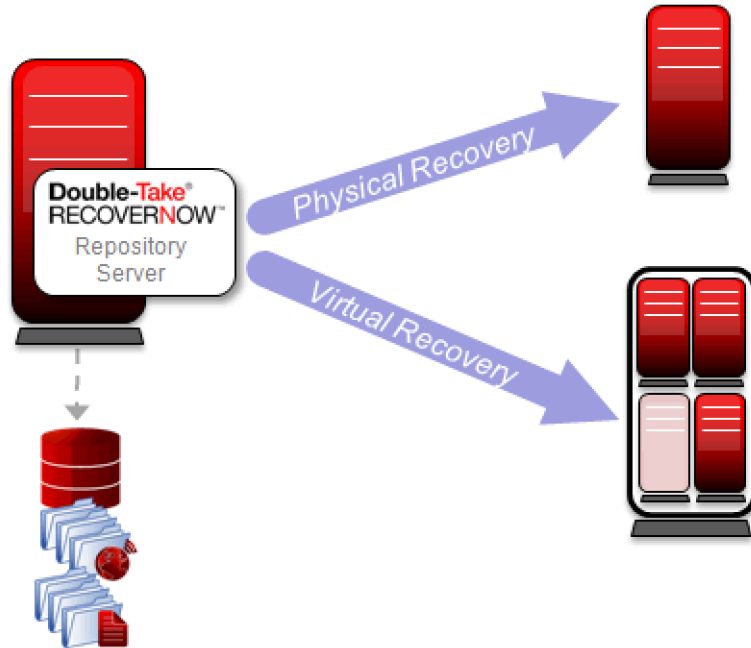 Double-Take®
RECOVERNOW™
Repository
Server
Physical Recovery
Virtual Recovery